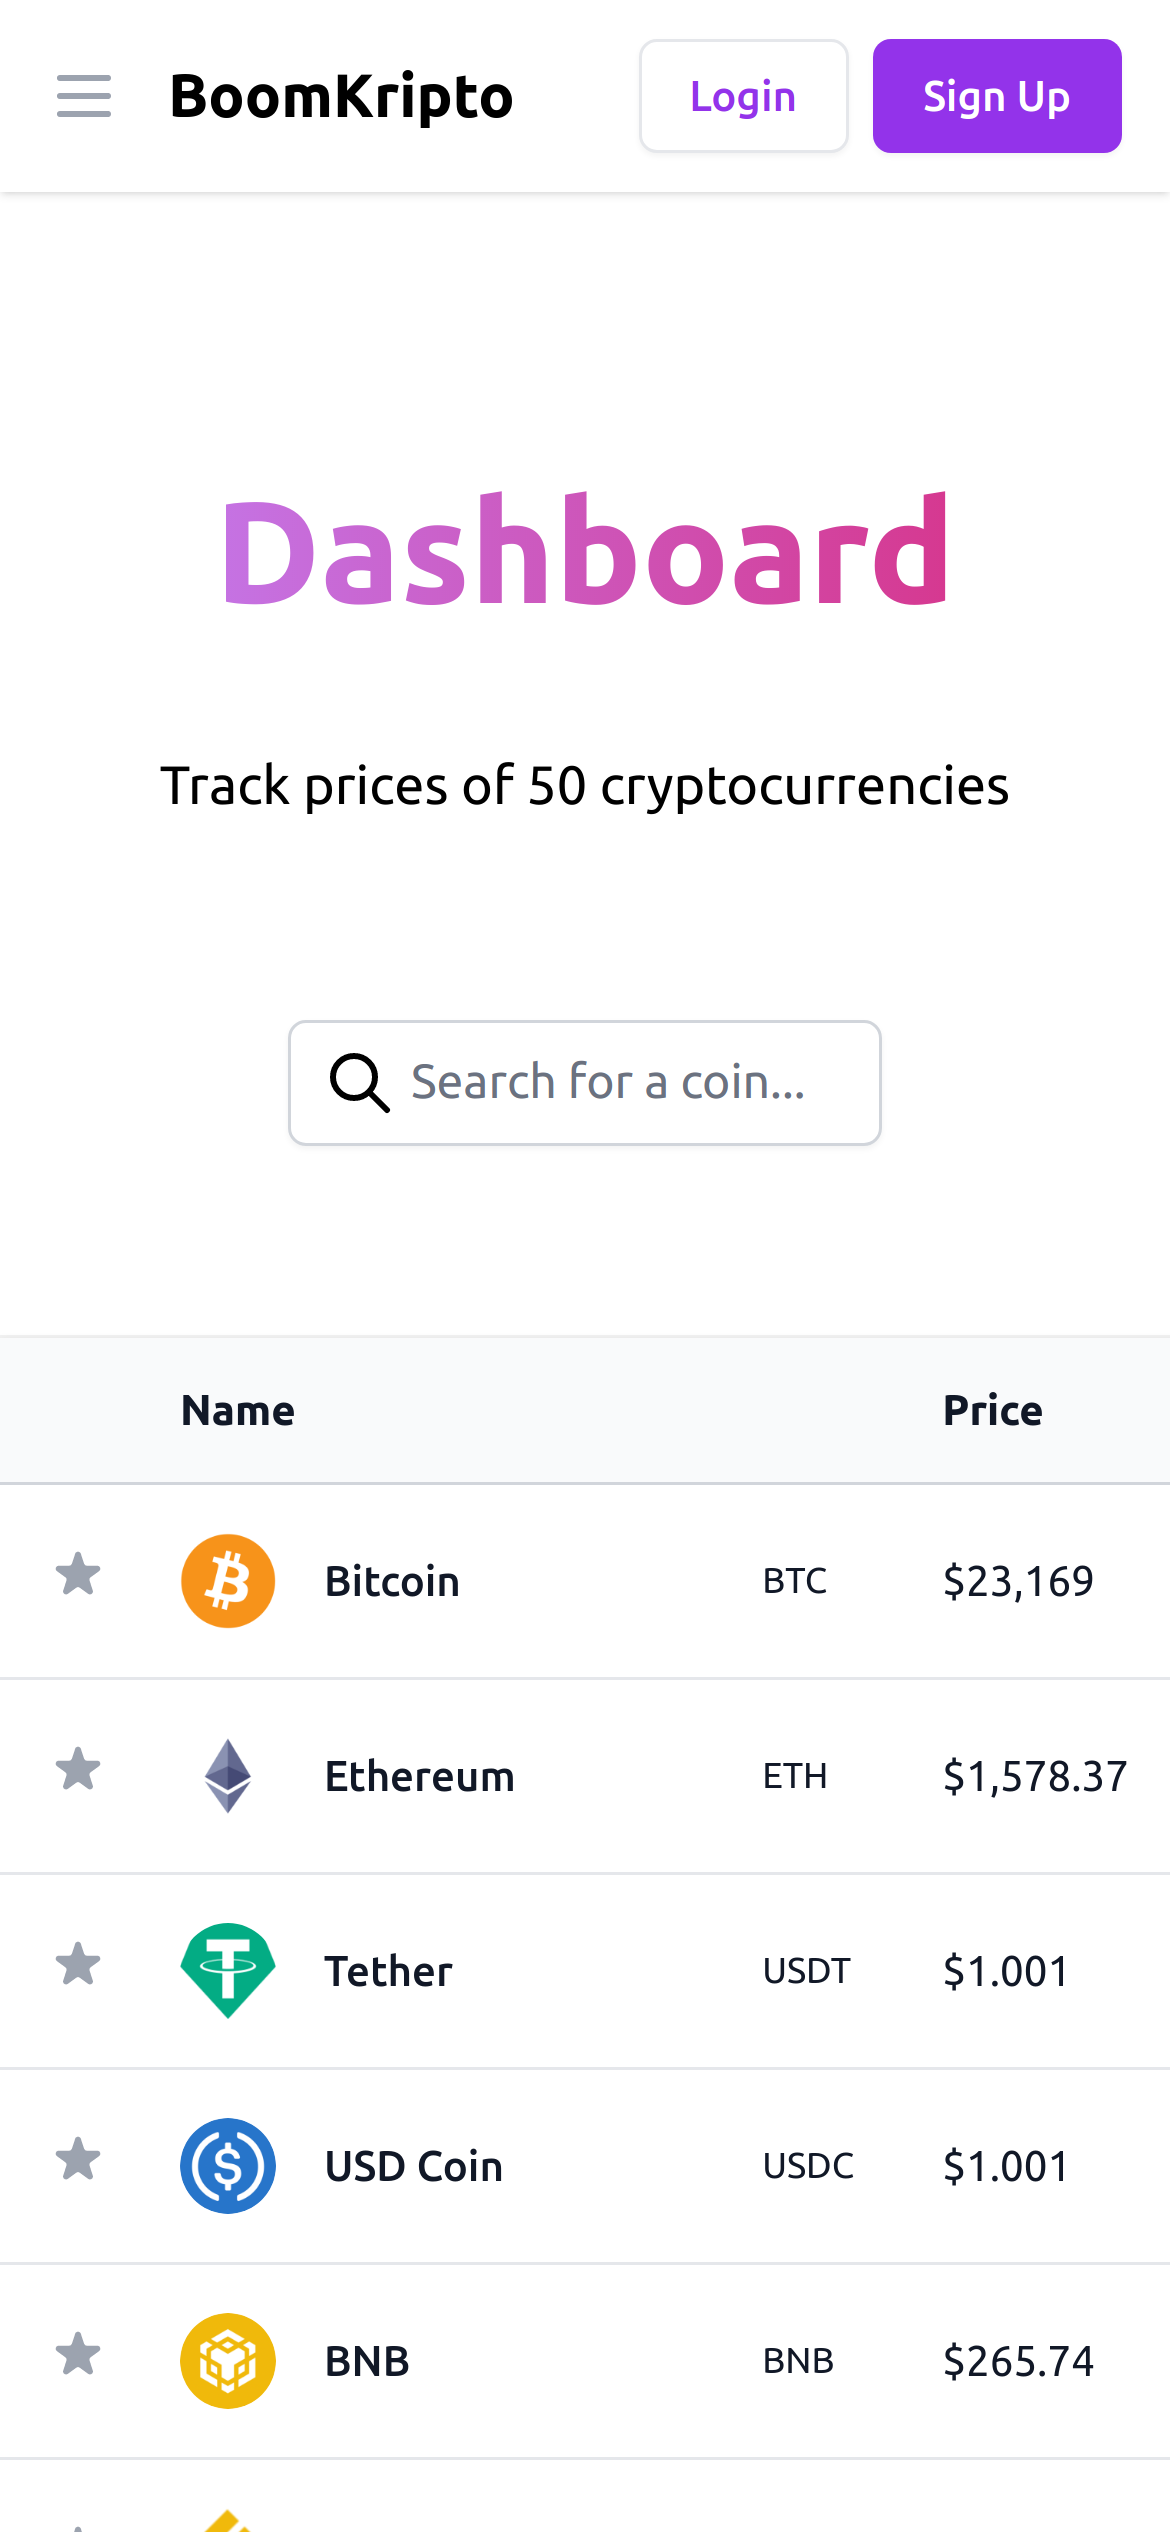 BoomKripto
Login
Sign Up
Dashboard
Track prices of 50 cryptocurrencies
Search for a coin...
Name Price
Bitcoin BTC $23,169
Ethereum ETH $1,578.37
Tether USDT $1.001
USD Coin USDC $1.001
BNB BNB $265.74